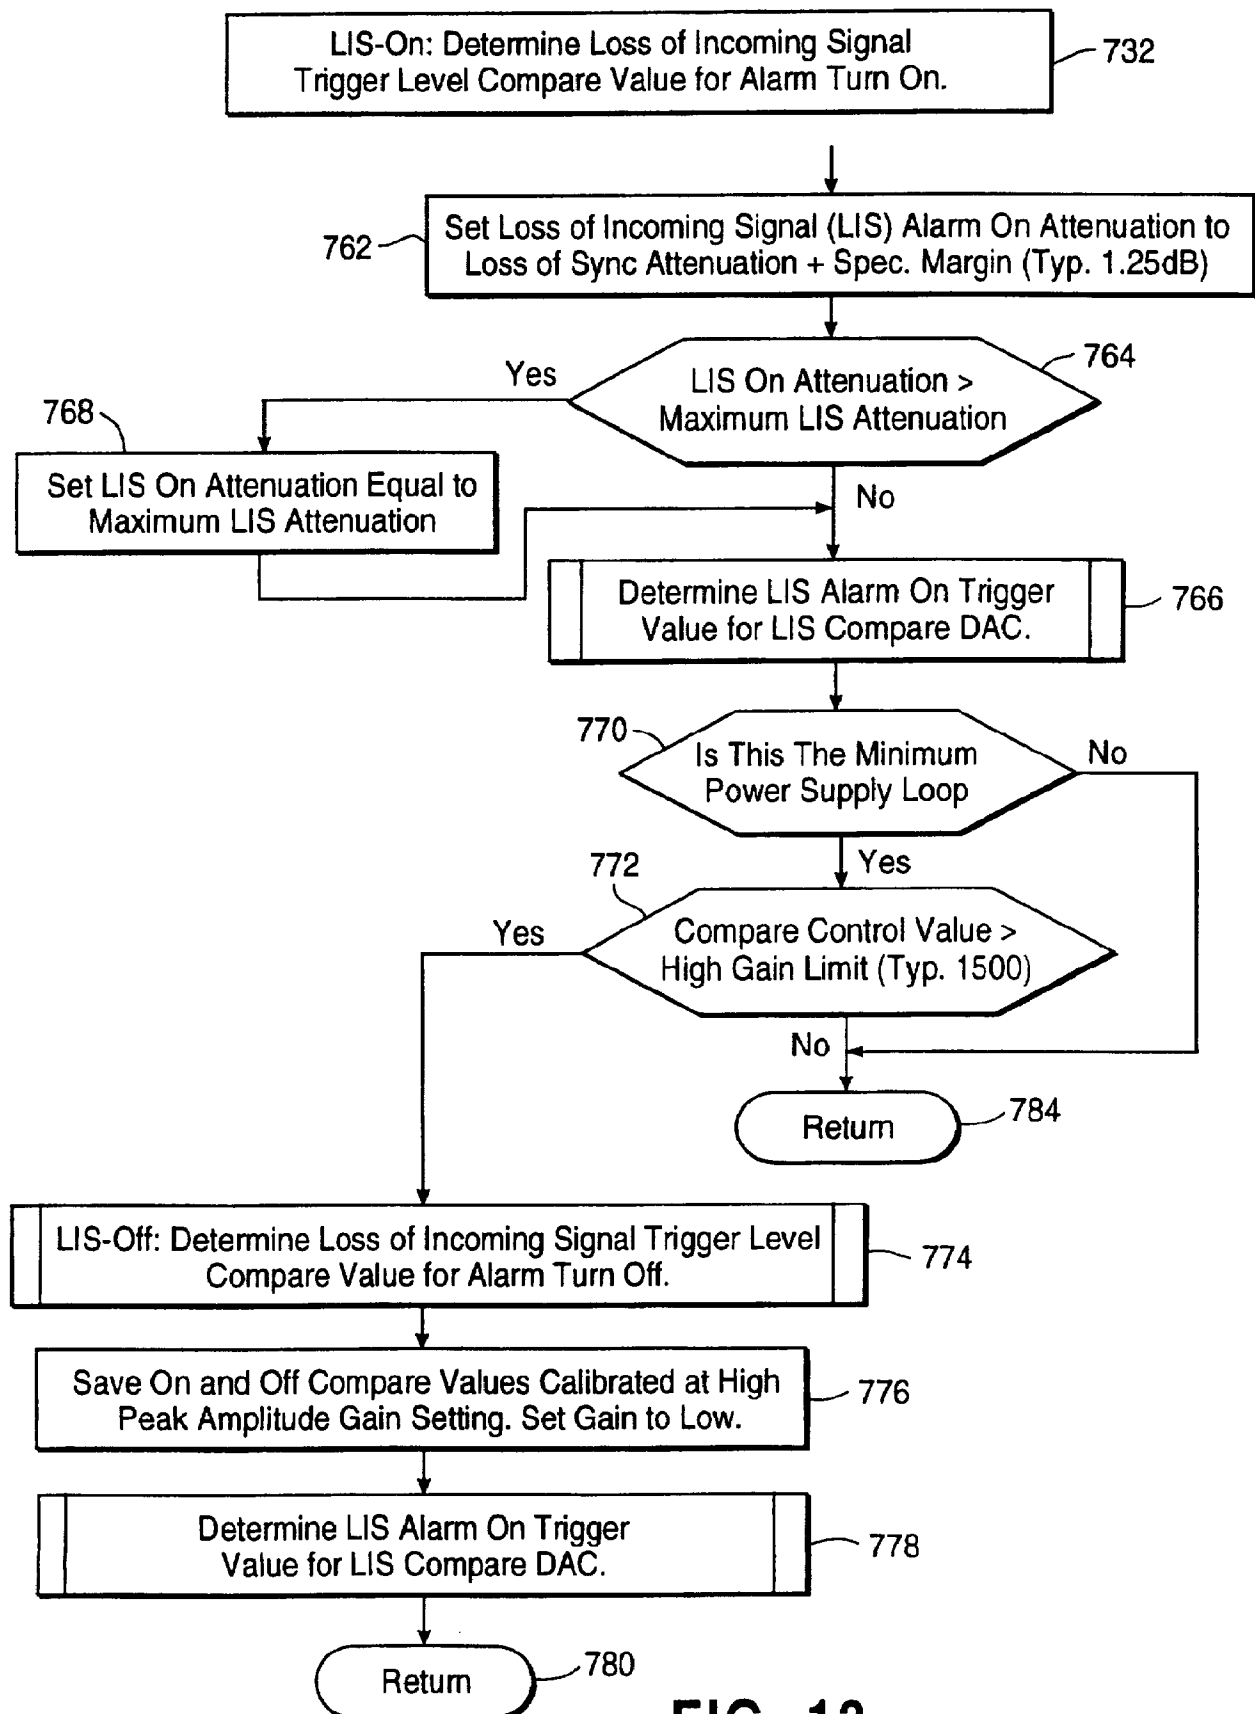 LIS-On: Determine Loss of Incoming Signal
Trigger Level Compare Value for Alarm Turn On.
732
762
Set Loss of Incoming Signal (LIS) Alarm On Attenuation to
Loss of Sync Attenuation + Spec. Margin (Typ. 1.25dB)
764
LIS On Attenuation >
Maximum LIS Attenuation
Yes
768
Set LIS On Attenuation Equal to
Maximum LIS Attenuation
No
Determine LIS Alarm On Trigger
Value for LIS Compare DAC.
766
770
Is This The Minimum
Power Supply Loop
No
Yes
772
Compare Control Value >
High Gain Limit (Typ. 1500)
Yes
No
Return
784
LIS-Off: Determine Loss of Incoming Signal Trigger Level
Compare Value for Alarm Turn Off.
774
Save On and Off Compare Values Calibrated at High
Peak Amplitude Gain Setting. Set Gain to Low.
776
Determine LIS Alarm On Trigger
Value for LIS Compare DAC.
778
Return
780